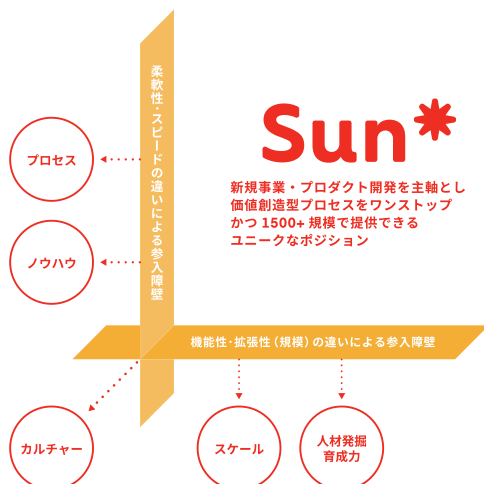 Sun*
新規事業・プロダクト開発を主軸とし
価値創造型プロセスをワンストップ
かつ 1500+ 規模で提供できる
ユニークなポジション
柔軟性・スピードの違いによる参入障壁
プロセス
ノウハウ
機能性・拡張性（規模）の違いによる参入障壁
カルチャー
スケール
人材発掘
育成力